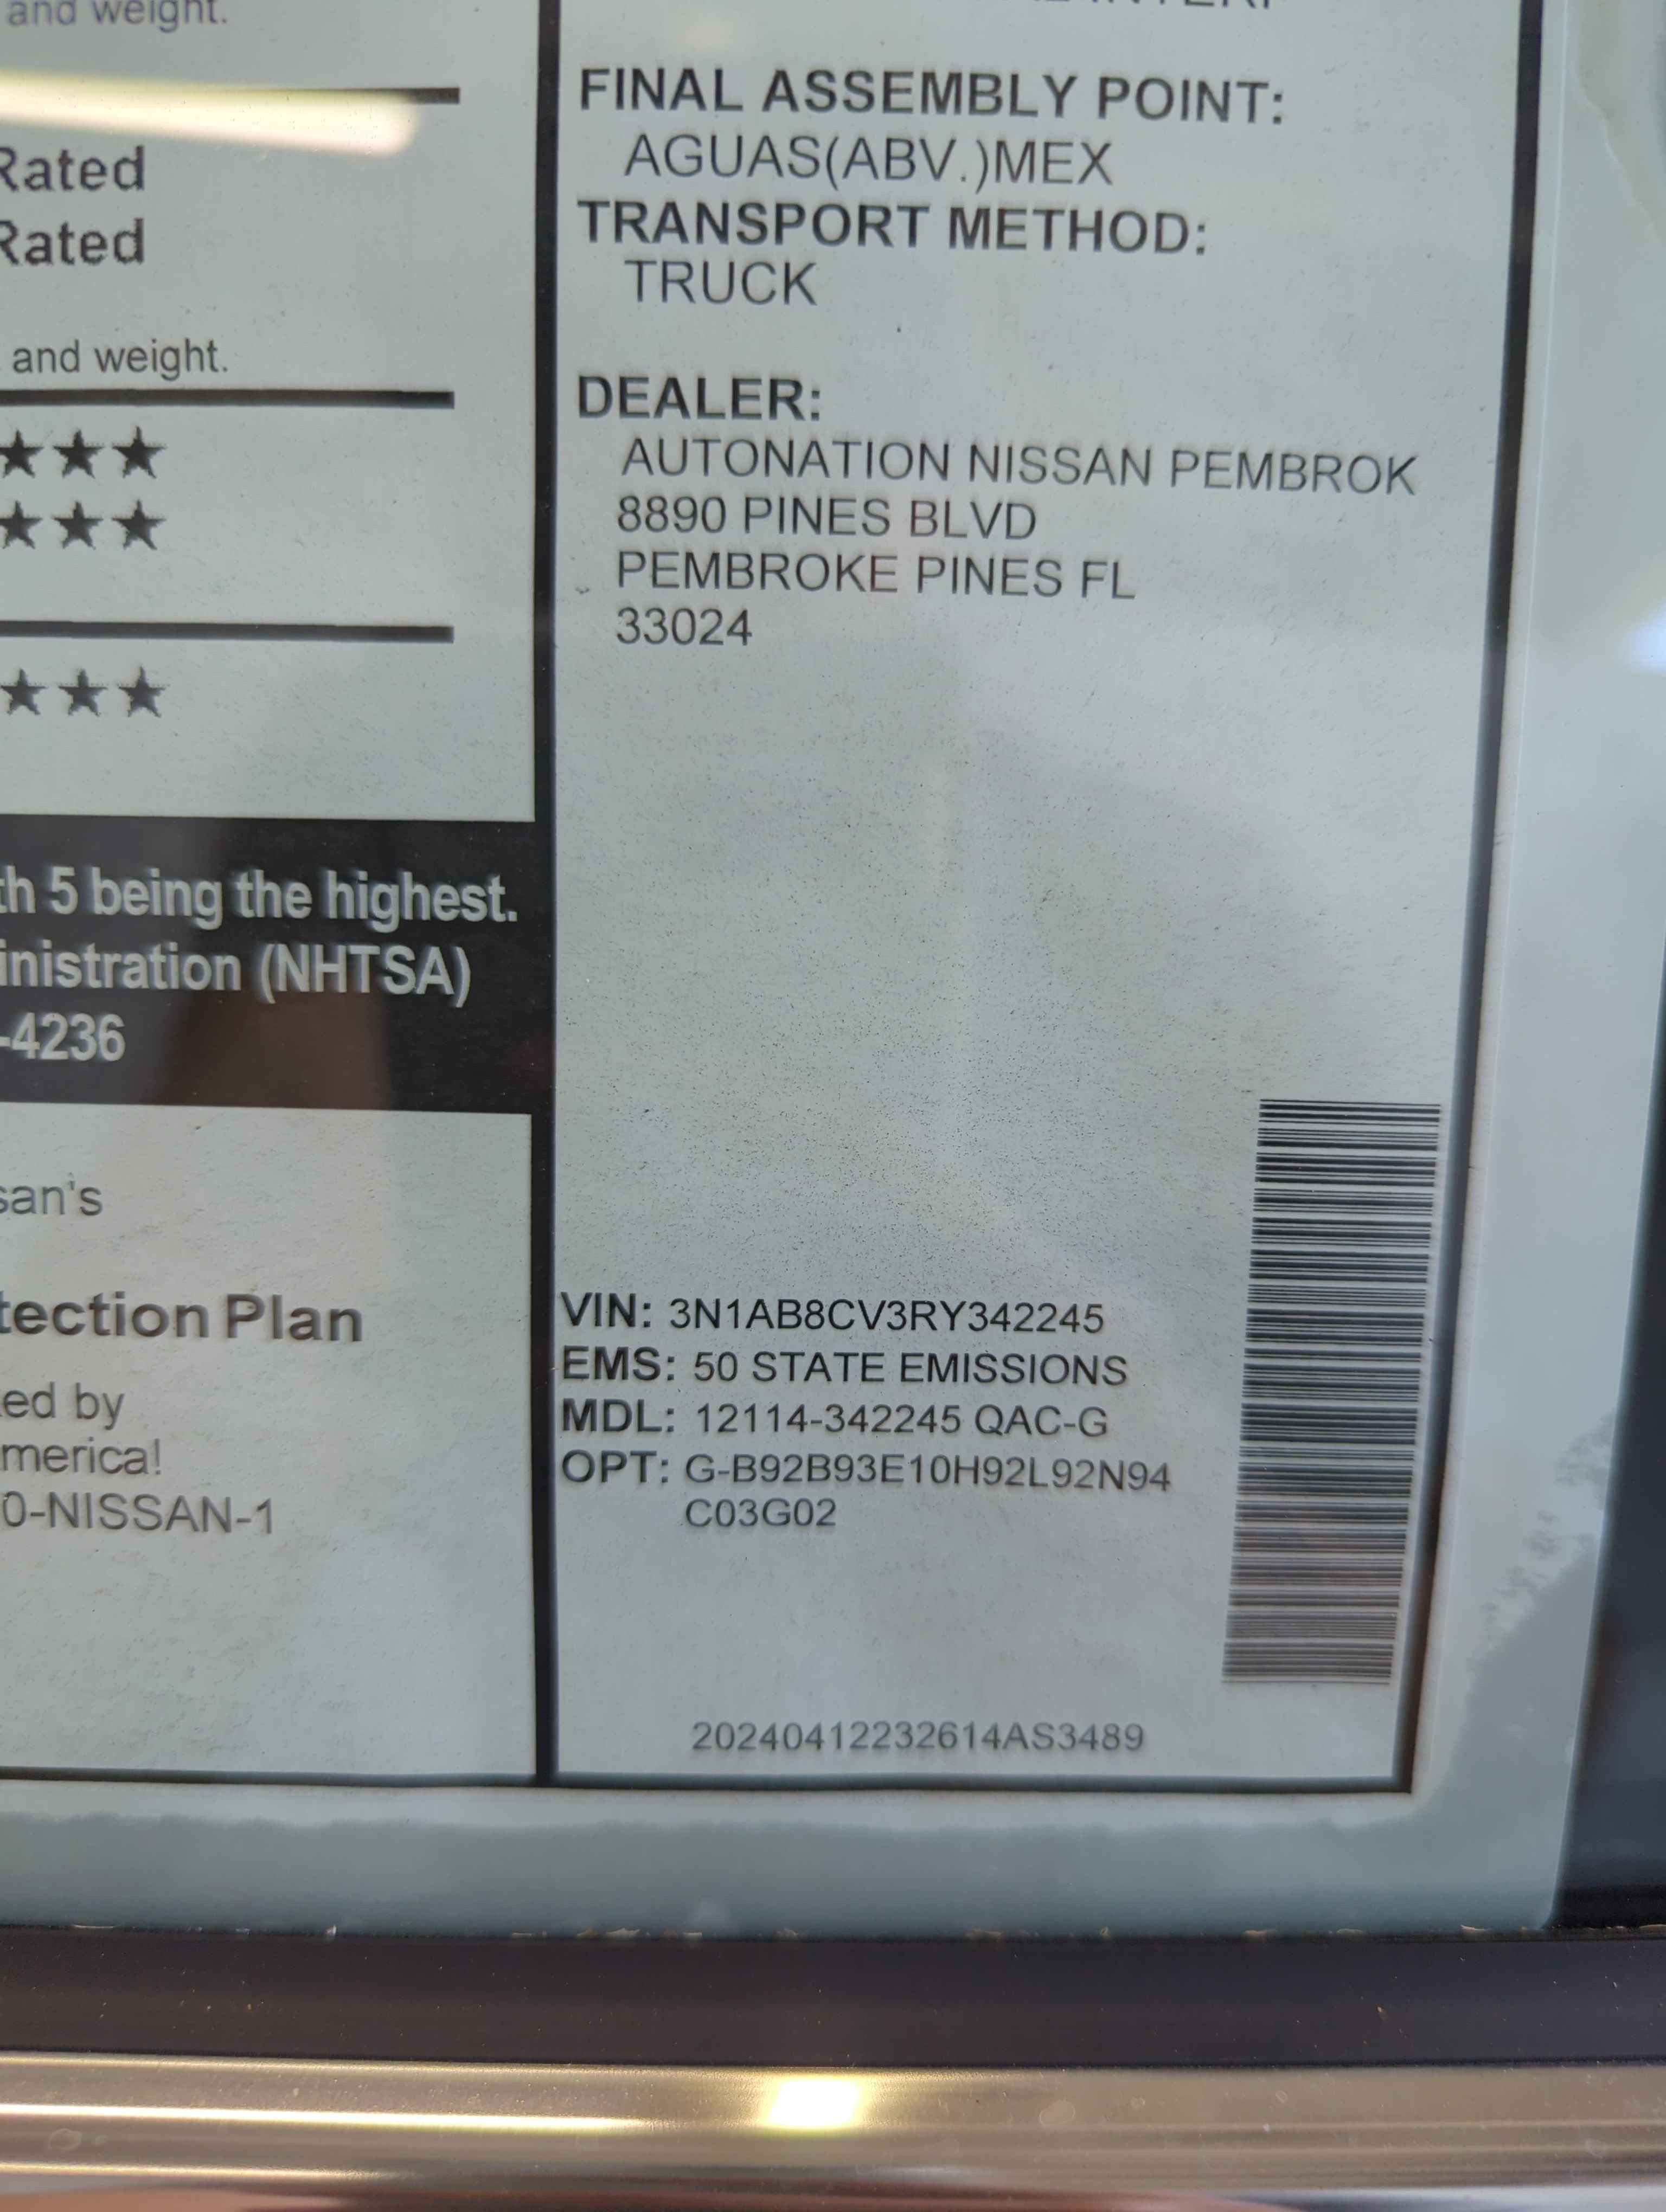 and weight.
Rated
Rated
and weight.
★★★
★★★
★★★
th 5 being the highest.
inistration (NHTSA)
-4236
san's
tection Plan
ed by
merica!
0-NISSAN-1
FINAL ASSEMBLY POINT:
AGUAS(ABV.)MEX
TRANSPORT METHOD:
TRUCK
DEALER:
AUTONATION NISSAN PEMBROK
8890 PINES BLVD
PEMBROKE PINES FL
33024
VIN: 3N1AB8CV3RY342245
EMS: 50 STATE EMISSIONS
MDL: 12114-342245 QAC-G
OPT: G-B92B93E10H92L92N94
C03G02
20240412232614AS3489